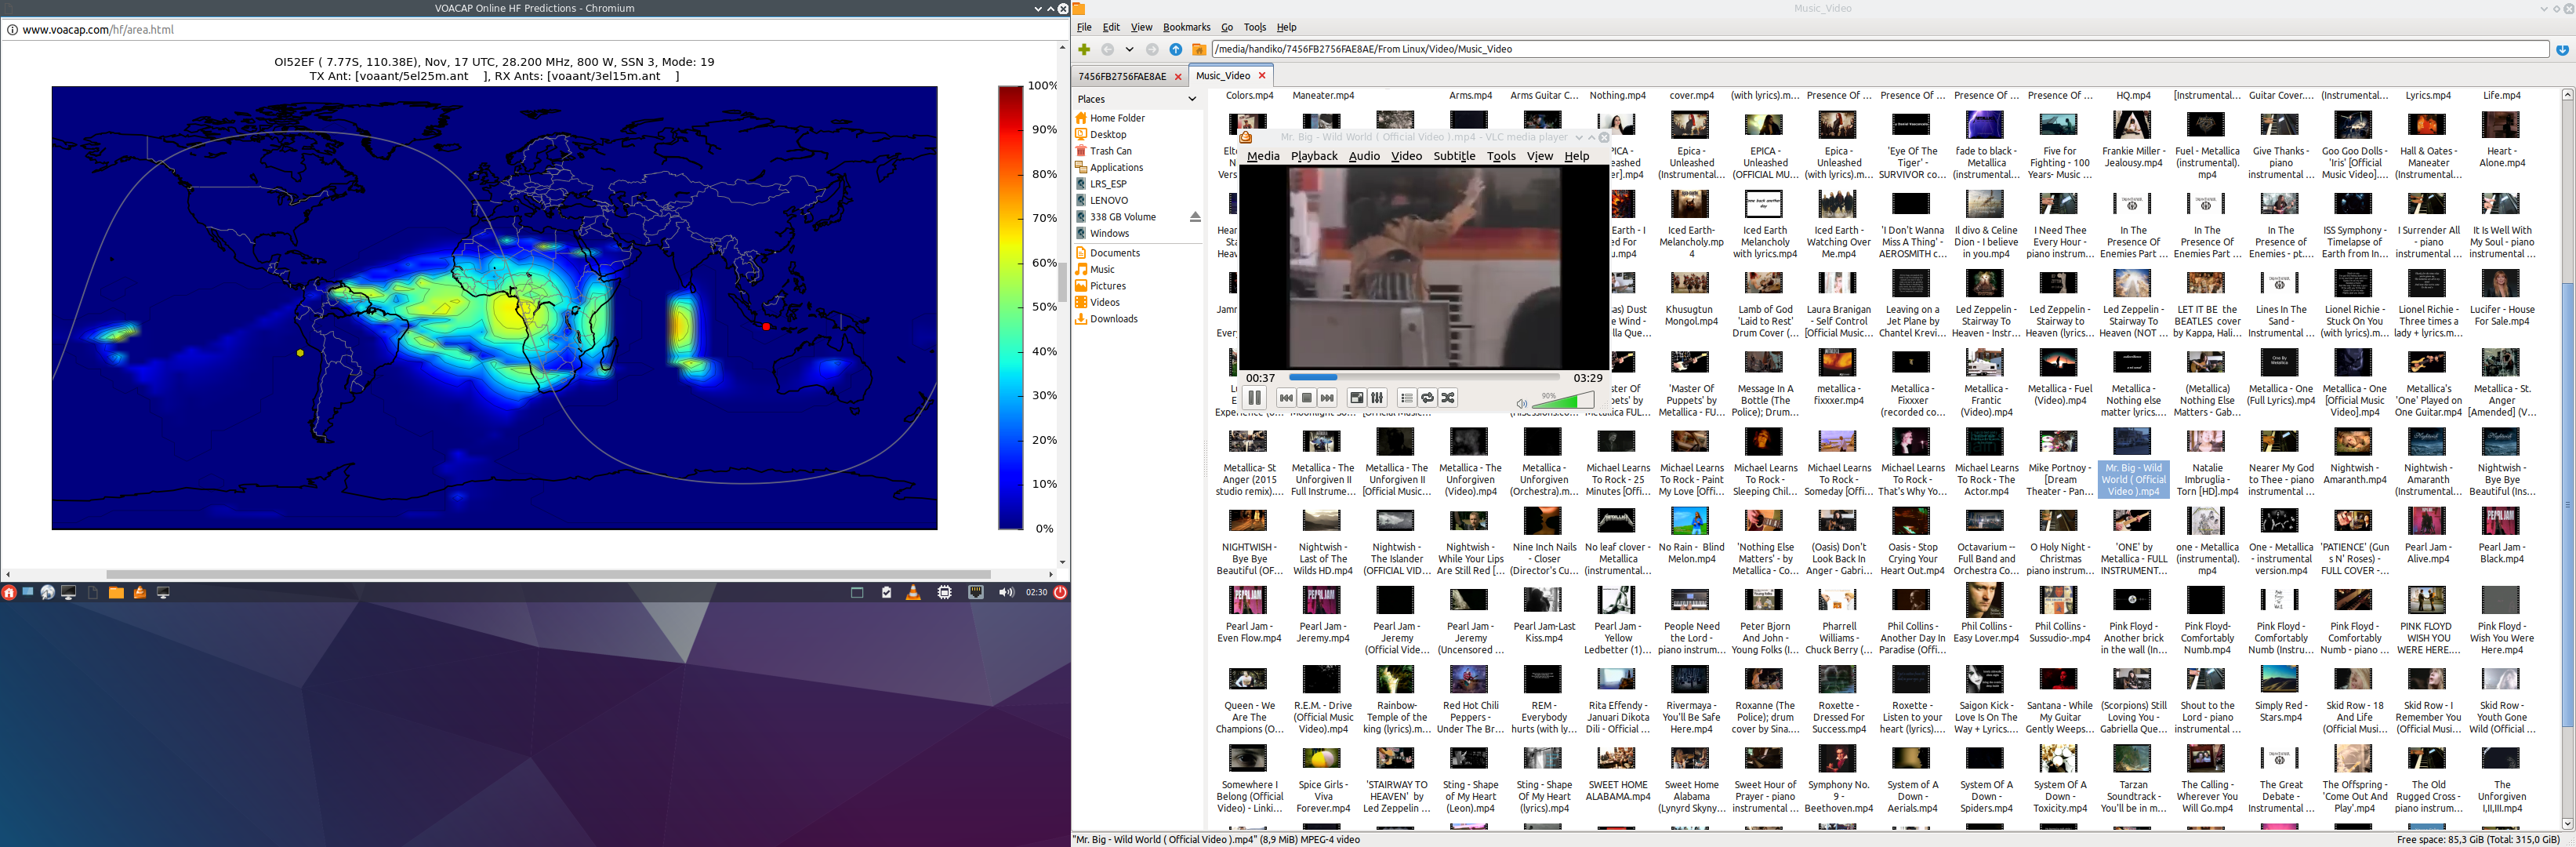 VOACAP Online HF Predictions - Chromium
www.voacap.com/hf/area.html
OI52EF ( 7.77S, 110.38E), Nov, 17 UTC, 28.200 MHz, 800 W, SSN 3, Mode: 19
TX Ant: [voaant/5el25m.ant ], RX Ants: [voaant/3el15m.ant ]
100%
90%
80%
70%
60%
50%
40%
30%
20%
10%
0%
02:30
Music_Video
File Edit View Bookmarks Go Tools Help
/media/handiko/7456FB2756FAE8AE/From Linux/Video/Music_Video
7456FB2756FAE8AE Music_Video
Places
Home Folder
Desktop
Trash Can
Applications
LRS_ESP
LENOVO
338 GB Volume
Windows
Documents
Music
Pictures
Videos
Downloads
Mr. Big - Wild World ( Official Video ).mp4 - VLC media player
Media Playback Audio Video Subtitle Tools View Help
00:37 03:29
90%
Colors.mp4 Maneater.mp4 Arms.mp4 Arms Guitar C... Nothing.mp4 cover.mp4 (with lyrics).m... Presence Of ... Presence Of ... Presence Of ... Presence Of ... HQ.mp4 [Instrumental... Guitar Cover.... (Instrumental... Lyrics.mp4 Life.mp4
Epica - Unleashed (Instrumental...
EPICA - Unleashed (OFFICIAL MU...
Epica - Unleashed (with lyrics).m...
'Eye Of The Tiger' - SURVIVOR co...
fade to black - Metallica (instrumental...
Five for Fighting - 100 Years- Music ...
Frankie Miller - Jealousy.mp4
Fuel - Metallica (instrumental).mp4
Give Thanks - piano instrumental ...
Goo Goo Dolls - 'Iris' [Official Music Video]....
Hall & Oates - Maneater (Instrumental...
Heart - Alone.mp4
Iced Earth- Melancholy.mp4
Iced Earth Melancholy with lyrics.mp4
Iced Earth - Watching Over Me.mp4
'I Don't Wanna Miss A Thing' - AEROSMITH c...
Il divo & Celine Dion - I believe in you.mp4
I Need Thee Every Hour - piano instrum...
In The Presence Of Enemies Part ...
In The Presence Of Enemies Part ...
In The Presence of Enemies - pt....
ISS Symphony - Timelapse of Earth from In...
I Surrender All - piano instrumental ...
It Is Well With My Soul - piano instrumental ...
Khusugtun Mongol.mp4
Lamb of God 'Laid to Rest' Drum Cover (...
Laura Branigan - Self Control [Official Music...
Leaving on a Jet Plane by Chantel Krevi...
Led Zeppelin - Stairway To Heaven - Instr...
Led Zeppelin - Stairway to Heaven (lyrics)....
Led Zeppelin - Stairway To Heaven (NOT ...
LET IT BE the BEATLES cover by Kappa, Hali...
Lines In The Sand - Instrumental...
Lionel Richie - Stuck On You (with lyrics).m...
Lionel Richie - Three times a lady + lyrics.m...
Lucifer - House For Sale.mp4
'Master Of Puppets' by Metallica - FU...
Message In A Bottle (The Police); Drum...
metallica - fixxxer.mp4
Metallica - Fixxxer (recorded co...
Metallica - Frantic (Video).mp4
Metallica - Fuel (Video).mp4
Metallica - Nothing else matter lyrics....
(Metallica) Nothing Else Matters - Gab...
Metallica - One (Full Lyrics).mp4
Metallica - One [Official Music Video].mp4
Metallica's 'One' Played on One Guitar.mp4
Metallica - St. Anger [Amended] (V...
Metallica- St Anger (2015 studio remix)....
Metallica - The Unforgiven II Full Instrume...
Metallica - The Unforgiven II [Official Music...
Metallica - The Unforgiven (Video).mp4
Metallica - Unforgiven (Orchestra).m...
Michael Learns To Rock - 25 Minutes [Offi...
Michael Learns To Rock - Paint My Love [Offi...
Michael Learns To Rock - Sleeping Chil...
Michael Learns To Rock - Someday [Offi...
Michael Learns To Rock - That's Why Yo...
Michael Learns To Rock - The Actor.mp4
Mike Portnoy - [Dream Theater - Pan...
Mr. Big - Wild World ( Official Video ).mp4
Natalie Imbruglia - Torn [HD].mp4
Nearer My God to Thee - piano instrumental ...
Nightwish - Amaranth.mp4
Nightwish - Amaranth (Instrumental...
Nightwish - Bye Bye Beautiful (Ins...
NIGHTWISH - Bye Bye Beautiful (OF...
Nightwish - Last of The Wilds HD.mp4
Nightwish - The Islander (OFFICIAL VID...
Nightwish - While Your Lips Are Still Red [...
Nine Inch Nails - Closer (Director's Cu...
No leaf clover - Metallica (instrumental...
No Rain - Blind Melon.mp4
'Nothing Else Matters' - by Metallica - Co...
(Oasis) Don't Look Back In Anger - Gabri...
Oasis - Stop Crying Your Heart Out.mp4
Octavarium -- Full Band and Orchestra Co...
O Holy Night - Christmas piano instrum...
'ONE' by Metallica - FULL INSTRUMENT...
one - Metallica (instrumental).mp4
One - Metallica - instrumental version.mp4
'PATIENCE' (Guns N' Roses) - FULL COVER -...
Pearl Jam - Alive.mp4
Pearl Jam - Black.mp4
Pearl Jam - Even Flow.mp4
Pearl Jam - Jeremy.mp4
Pearl Jam - Jeremy (Official Vide...
Pearl Jam - Jeremy (Uncensored ...
Pearl Jam-Last Kiss.mp4
Pearl Jam - Yellow Ledbetter (1)....
People Need the Lord - piano instrum...
Peter Bjorn And John - Young Folks (I...
Pharrell Williams - Chuck Berry (...
Phil Collins - Another Day In Paradise (Offi...
Phil Collins - Easy Lover.mp4
Phil Collins - Sussudio-.mp4
Pink Floyd - Another brick in the wall (In...
Pink Floyd- Comfortably Numb.mp4
Pink Floyd - Comfortably Numb (Instru...
Pink Floyd - Comfortably Numb - piano ...
PINK FLOYD WISH YOU WERE HERE....
Pink Floyd - Wish You Were Here.mp4
Queen - We Are The Champions (O...
R.E.M. - Drive (Official Music Video).mp4
Rainbow- Temple of the king (lyrics).m...
Red Hot Chili Peppers - Under The Br...
REM - Everybody hurts (with ly...
Rita Effendy - Januari Dikota Dili - Official ...
Rivermaya - You'll Be Safe Here.mp4
Roxanne (The Police); drum cover by Sina....
Roxette - Dressed For Success.mp4
Roxette - Listen to your heart (lyrics)....
Saigon Kick - Love Is On The Way + Lyrics....
Santana - While My Guitar Gently Weeps...
(Scorpions) Still Loving You - Gabriella Que...
Shout to the Lord - piano instrumental ...
Simply Red - Stars.mp4
Skid Row - 18 And Life (Official Musi...
Skid Row - I Remember You (Official Musi...
Skid Row - Youth Gone Wild (Official ...
Somewhere I Belong (Official Video) - Linki...
Spice Girls - Viva Forever.mp4
'STAIRWAY TO HEAVEN' by Led Zeppelin ...
Sting - Shape of My Heart (Leon).mp4
Sting - Shape Of My Heart (lyrics).mp4
SWEET HOME ALABAMA.mp4
Sweet Home Alabama (Lynyrd Skyny...
Sweet Hour of Prayer - piano instrumental ...
Symphony No. 9 - Beethoven.mp4
System of A Down - Aerials.mp4
System Of A Down - Spiders.mp4
System Of A Down - Toxicity.mp4
Tarzan Soundtrack - You'll be in m...
The Calling - Wherever You Will Go.mp4
The Great Debate - Instrumental ...
The Offspring - 'Come Out And Play'.mp4
The Old Rugged Cross - piano instrum...
The Unforgiven I,II,III.mp4
"Mr. Big - Wild World ( Official Video ).mp4" (8,9 MiB) MPEG-4 video
Free space: 85,3 GiB (Total: 315,0 GiB)